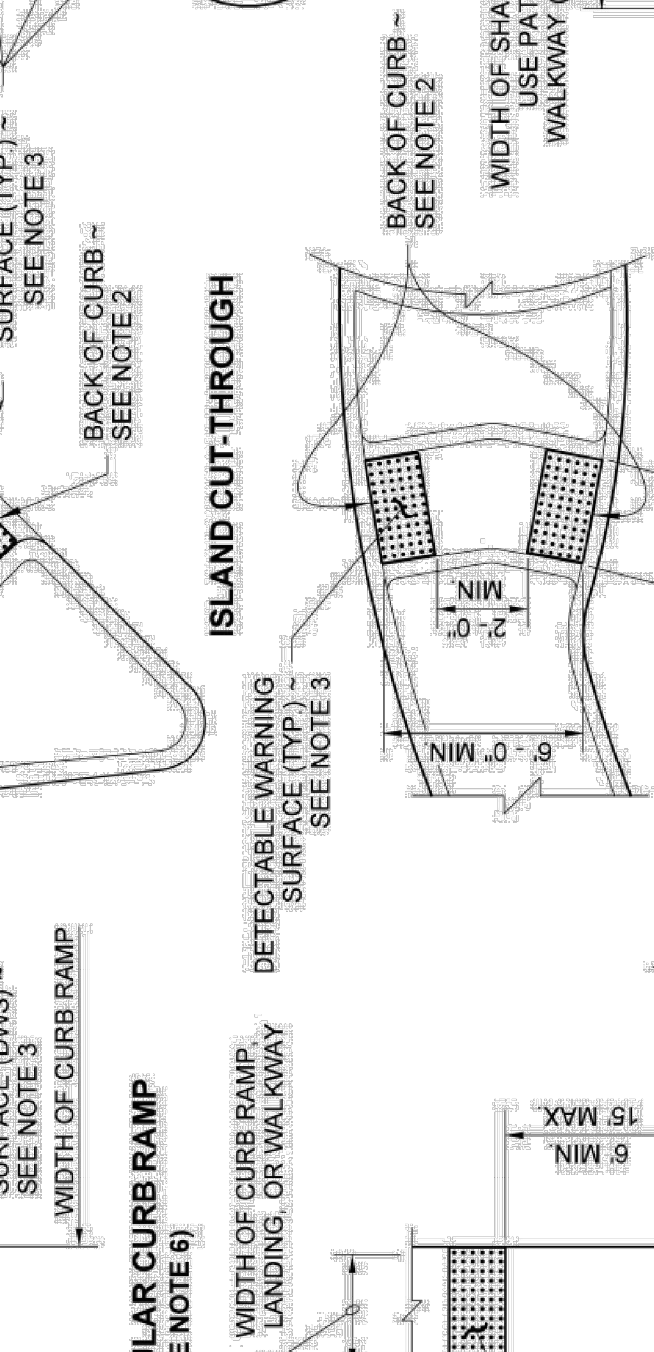 SURFACE (TYP.) ~
SEE NOTE 3
BACK OF CURB ~
SEE NOTE 2
ISLAND CUT-THROUGH
BACK OF CURB ~
SEE NOTE 2
WIDTH OF SHA
USE PAT
WALKWAY
2' - 0"
MIN.
6' - 0" MIN.
DETECTABLE WARNING
SURFACE (TYP.) ~
SEE NOTE 3
SURFACE (DWS) ~
SEE NOTE 3
WIDTH OF CURB RAMP
LAR CURB RAMP
E NOTE 6)
WIDTH OF CURB RAMP,
LANDING, OR WALKWAY
15' MAX.
6' MIN.